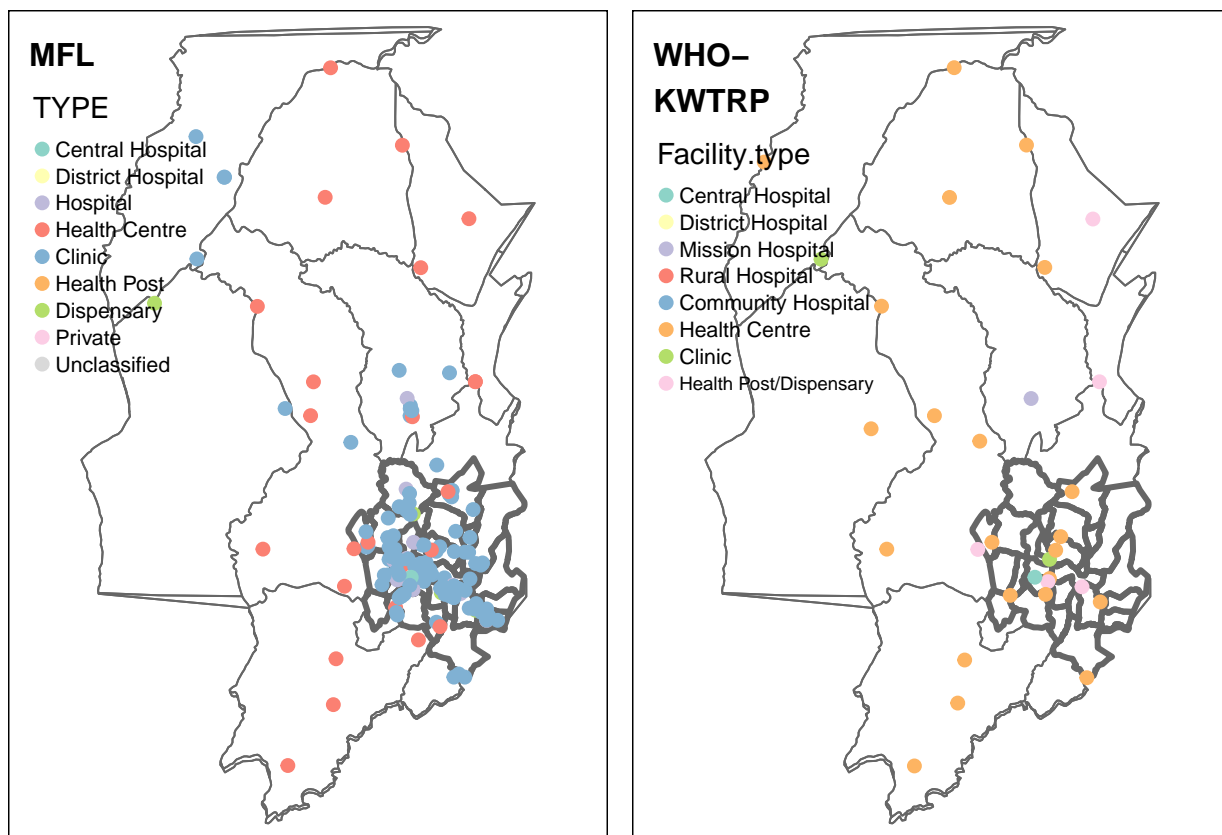 MFL
TYPE
Central Hospital
District Hospital
Hospital
Health Centre
Clinic
Health Post
Dispensary
Private
Unclassified
WHO–
KWTRP
Facility.type
Central Hospital
District Hospital
Mission Hospital
Rural Hospital
Community Hospital
Health Centre
Clinic
Health Post/Dispensary